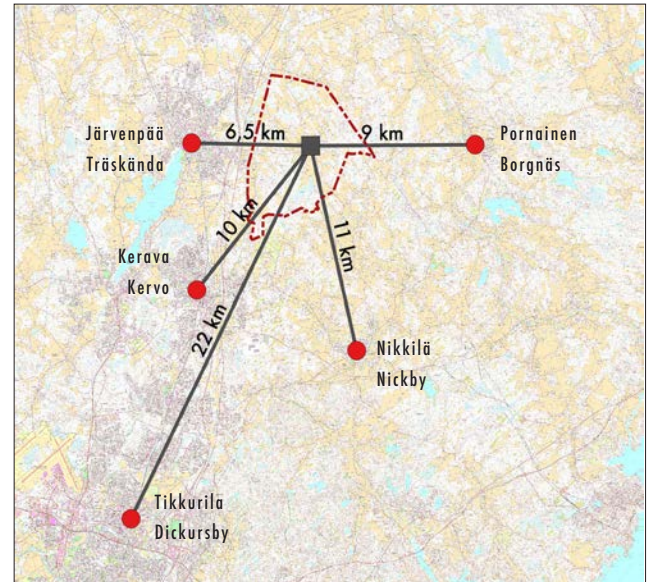 Järvenpää
Träskända
6,5 km
9 km
Pornainen
Borgnäs
10 km
11 km
Kerava
Kervo
22 km
Nikkilä
Nickby
Tikkurila
Dickursby